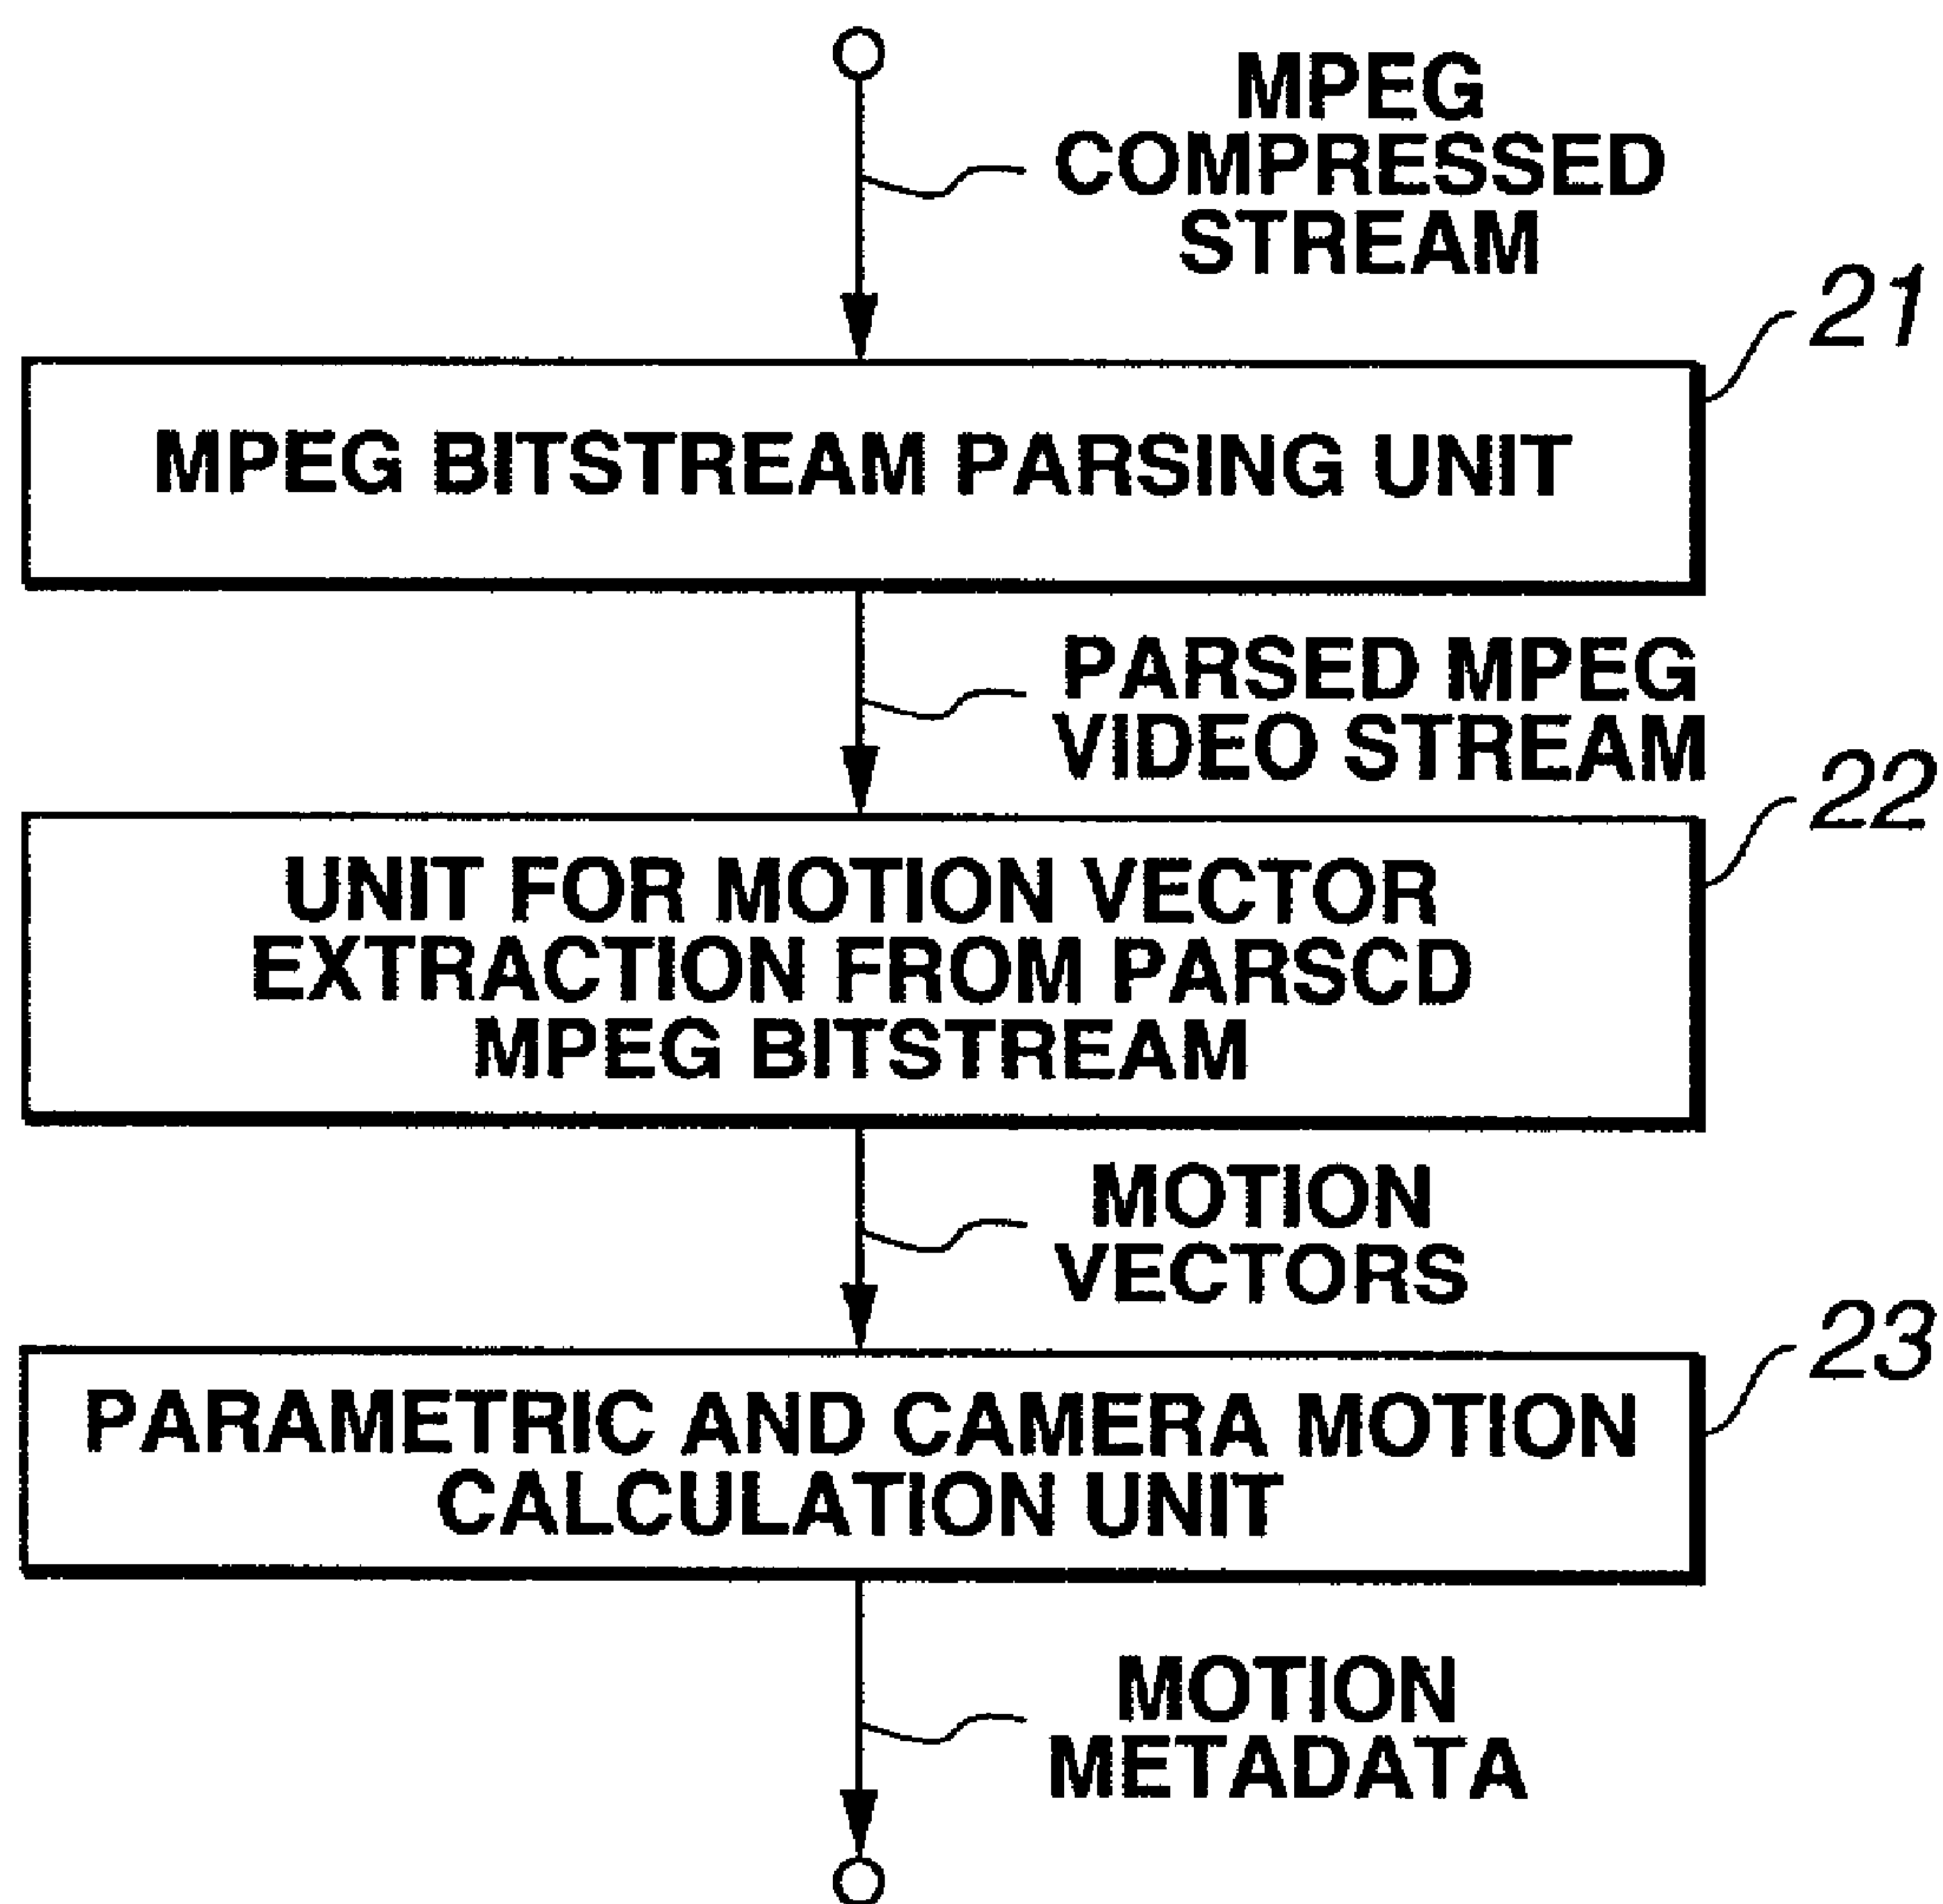 MPEG
COMPRESSED
STREAM
21
MPEG BITSTREAM PARSING UNIT
PARSED MPEG
VIDEO STREAM
22
UNIT FOR MOTION VECTOR
EXTRACTION FROM PARSCD
MPEG BITSTREAM
MOTION
VECTORS
23
PARAMETRIC AND CAMERA MOTION
CALCULATION UNIT
MOTION
METADATA